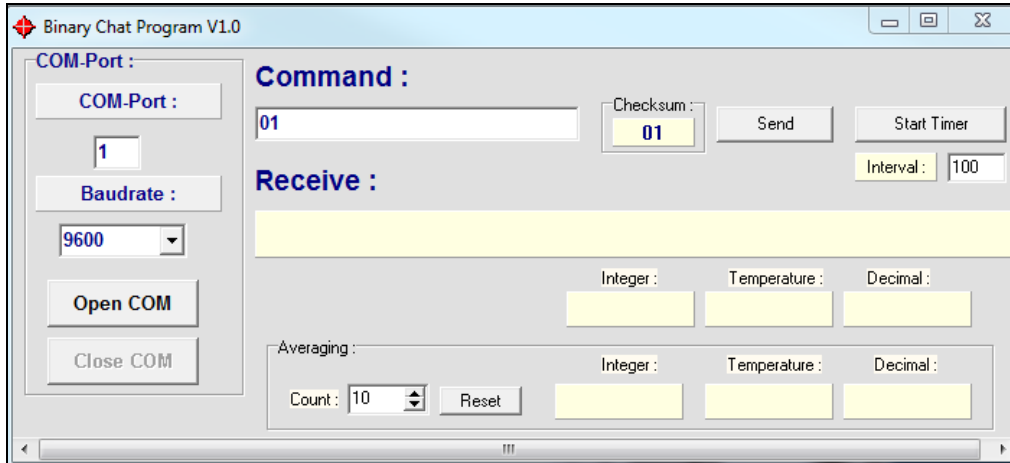 Binary Chat Program V1.0
COM-Port :
COM-Port :
1
Baudrate :
9600
Open COM
Close COM
Command :
01
Checksum :
01
Send
Start Timer
Interval : 100
Receive :
Integer : Temperature : Decimal :
Averaging :
Count : 10 Reset
Integer : Temperature : Decimal :